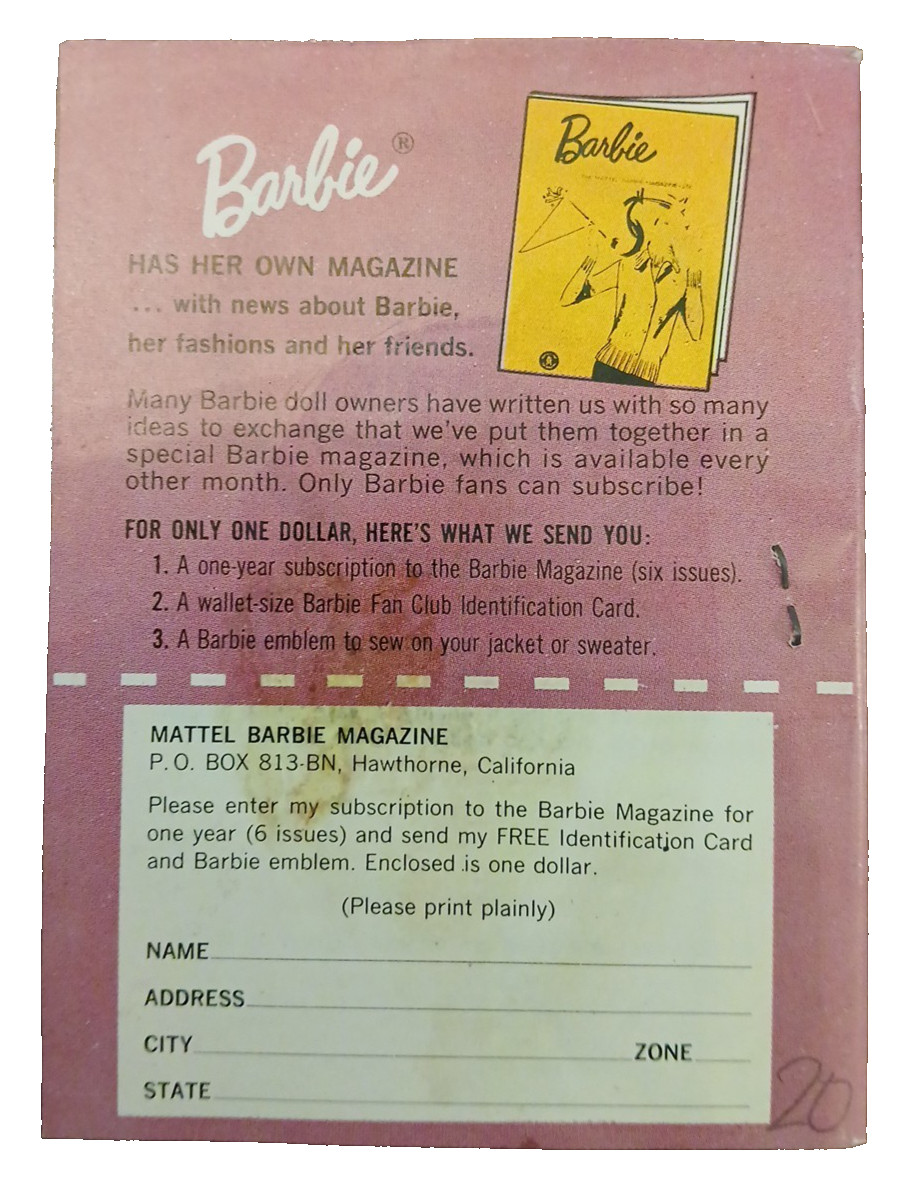 Barbie®
Barbie
HAS HER OWN MAGAZINE
... with news about Barbie,
her fashions and her friends.
Many Barbie doll owners have written us with so many
ideas to exchange that we've put them together in a
special Barbie magazine, which is available every
other month. Only Barbie fans can subscribe!
FOR ONLY ONE DOLLAR, HERE'S WHAT WE SEND YOU:
1. A one-year subscription to the Barbie Magazine (six issues).
2. A wallet-size Barbie Fan Club Identification Card.
3. A Barbie emblem to sew on your jacket or sweater.
MATTEL BARBIE MAGAZINE
P.O. BOX 813-BN, Hawthorne, California
Please enter my subscription to the Barbie Magazine for
one year (6 issues) and send my FREE Identification Card
and Barbie emblem. Enclosed is one dollar.
(Please print plainly)
NAME
ADDRESS
CITY ZONE
STATE
20